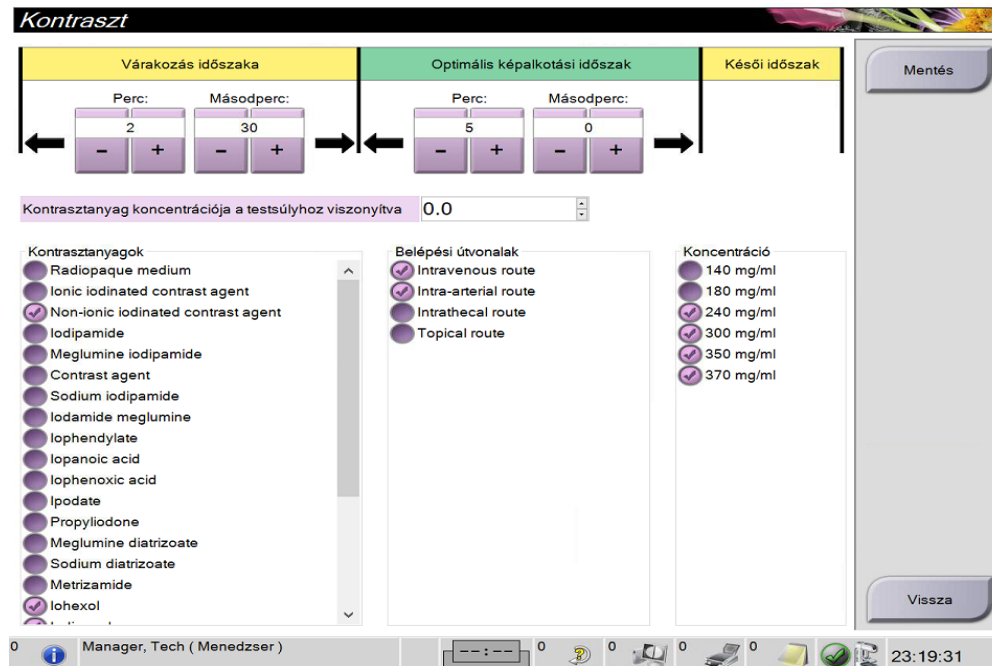 Kontraszt
Várakozás időszaka
Optimális képalkotási időszak
Késői időszak
Mentés
Perc: Másodperc: Perc: Másodperc:
2 30 5 0
- + - + - + - +
Kontrasztanyag koncentrációja a testsúlyhoz viszonyítva 0.0
Kontrasztanyagok
Radiopaque medium
Ionic iodinated contrast agent
Non-ionic iodinated contrast agent
Iodipamide
Meglumine iodipamide
Contrast agent
Sodium iodipamide
Iodamide meglumine
Iophendylate
Iopanoic acid
Iophenoxic acid
Ipodate
Propyliodone
Meglumine diatrizoate
Sodium diatrizoate
Metrizamide
Iohexol
Belépési útvonalak
Intravenous route
Intra-arterial route
Intrathecal route
Topical route
Koncentráció
140 mg/ml
180 mg/ml
240 mg/ml
300 mg/ml
350 mg/ml
370 mg/ml
Vissza
0 Manager, Tech ( Menedzser ) --:-- 0 0 0 0 23:19:31